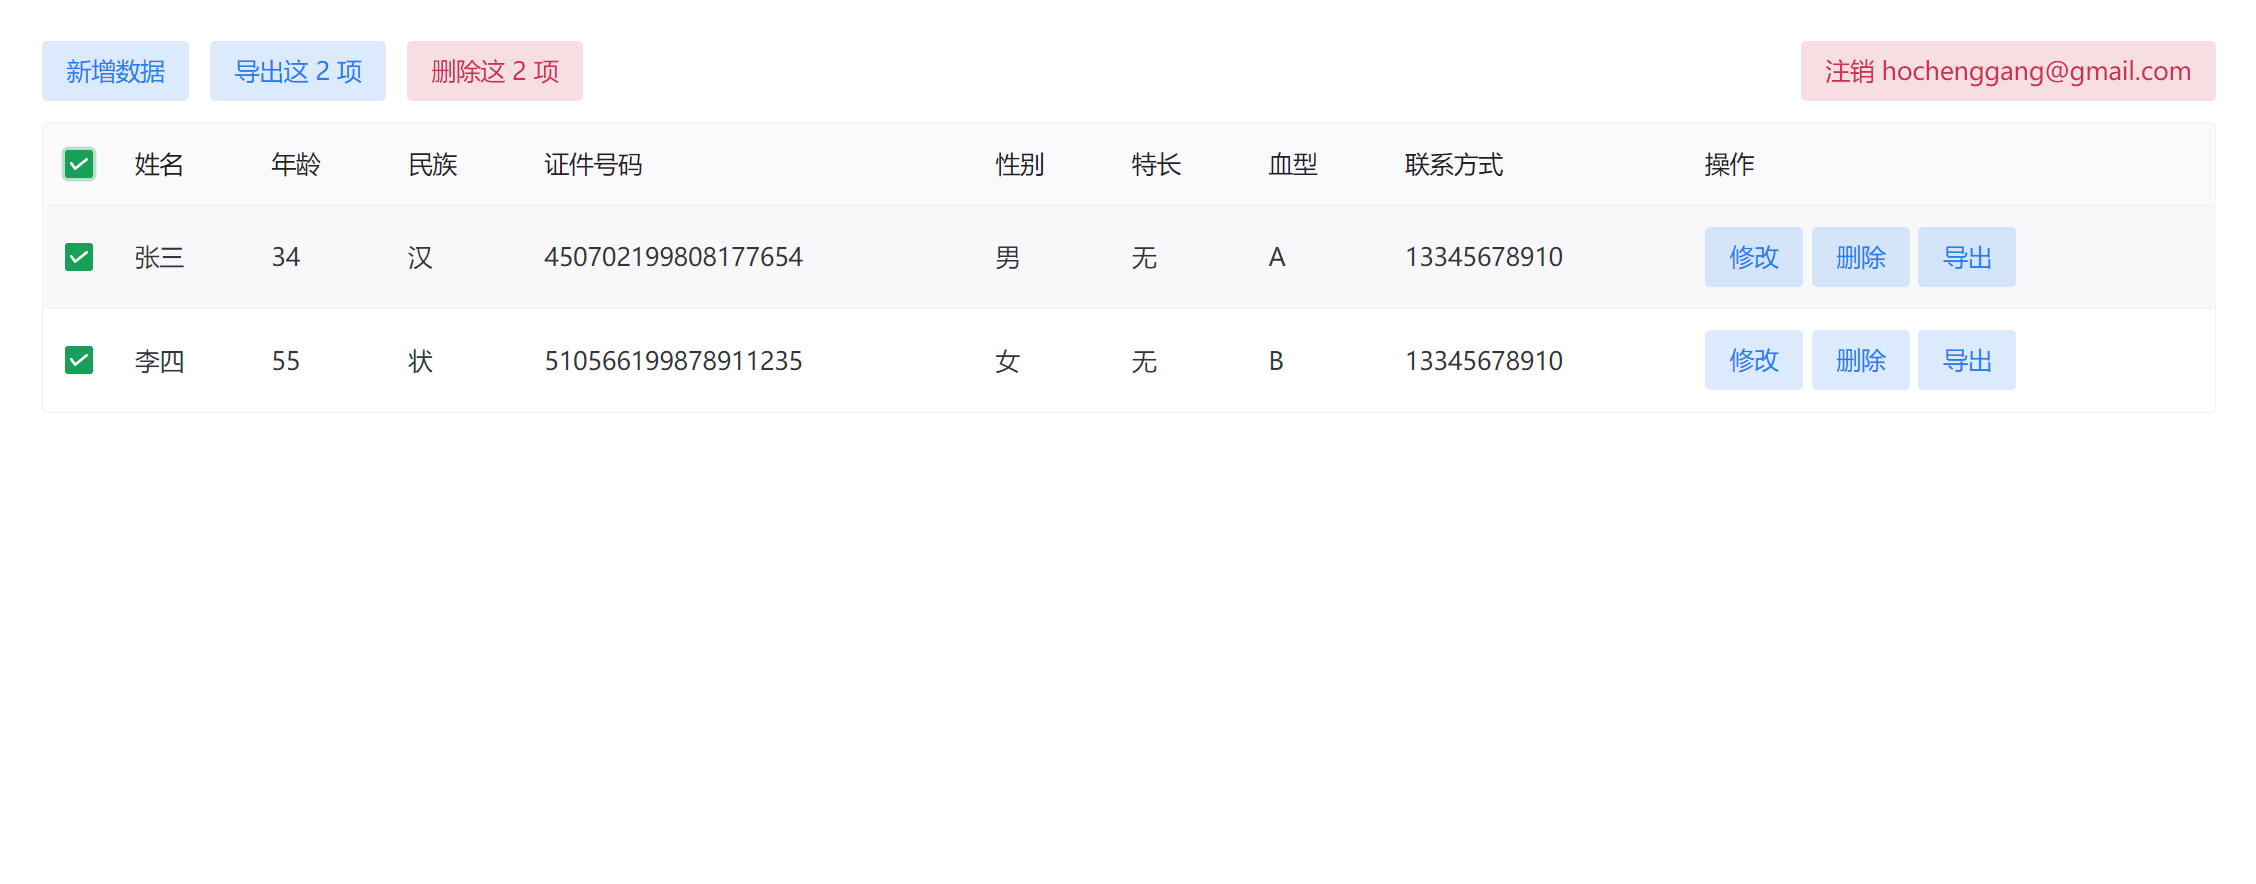 新增数据 导出这 2 项 删除这 2 项 注销 hochenggang@gmail.com
姓名 年龄 民族 证件号码 性别 特长 血型 联系方式 操作
张三 34 汉 450702199808177654 男 无 A 13345678910 修改 删除 导出
李四 55 状 510566199878911235 女 无 B 13345678910 修改 删除 导出